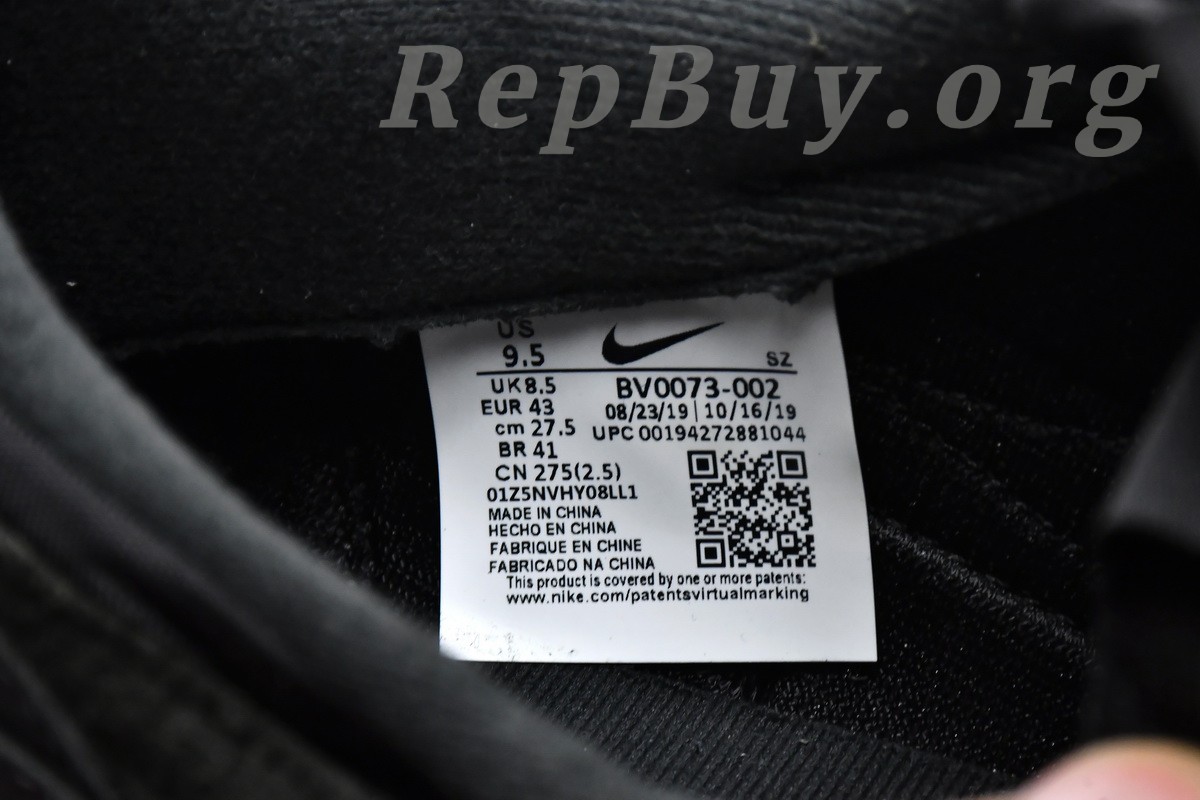 RepBuy.org
US
9.5
SZ
UK 8.5
BV0073-002
EUR 43
08/23/19 | 10/16/19
cm 27.5
UPC 00194272881044
BR 41
CN 275(2.5)
01Z5NVHY08LL1
MADE IN CHINA
HECHO EN CHINA
FABRIQUE EN CHINE
FABRICADO NA CHINA
This product is covered by one or more patents:
www.nike.com/patentsvirtualmarking